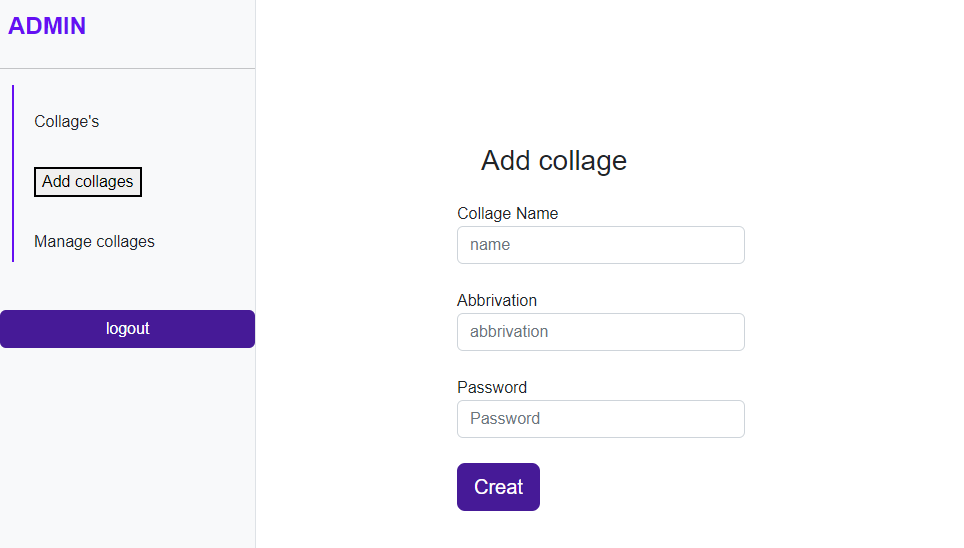 ADMIN
Collage's
Add collages
Manage collages
logout
Add collage
Collage Name
name
Abbrivation
abbrivation
Password
Password
Creat